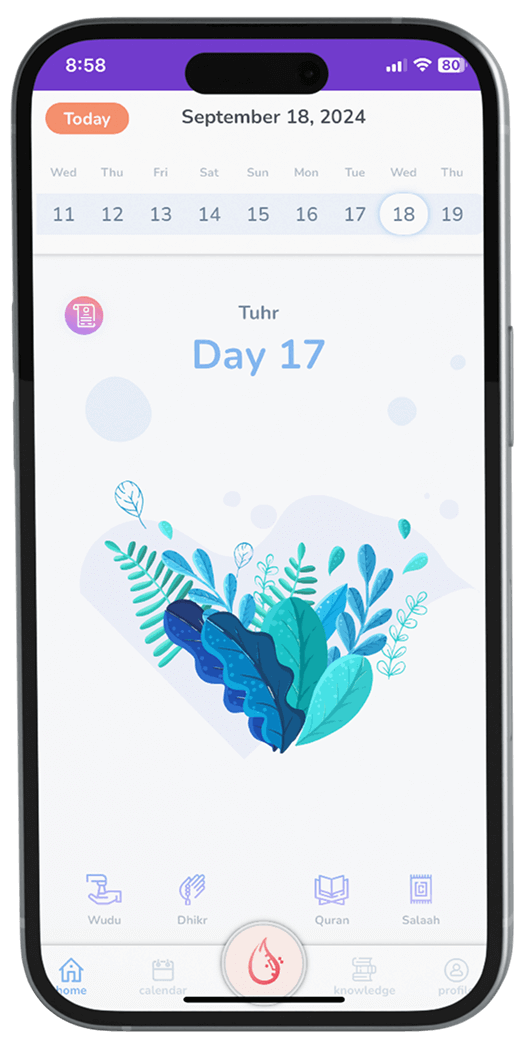 8:58
80
Today
September 18, 2024
Wed Thu Fri Sat Sun Mon Tue Wed Thu
11 12 13 14 15 16 17 18 19
Tuhr
Day 17
Wudu Dhikr Quran Salaah
home calendar knowledge profile